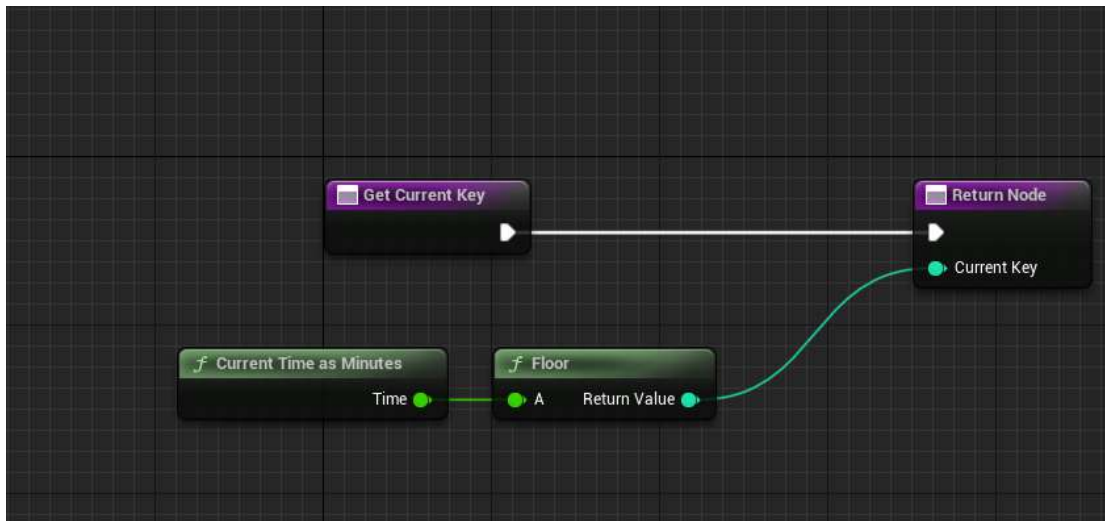 Get Current Key
Return Node
Current Key
f Current Time as Minutes
Time
f Floor
A Return Value